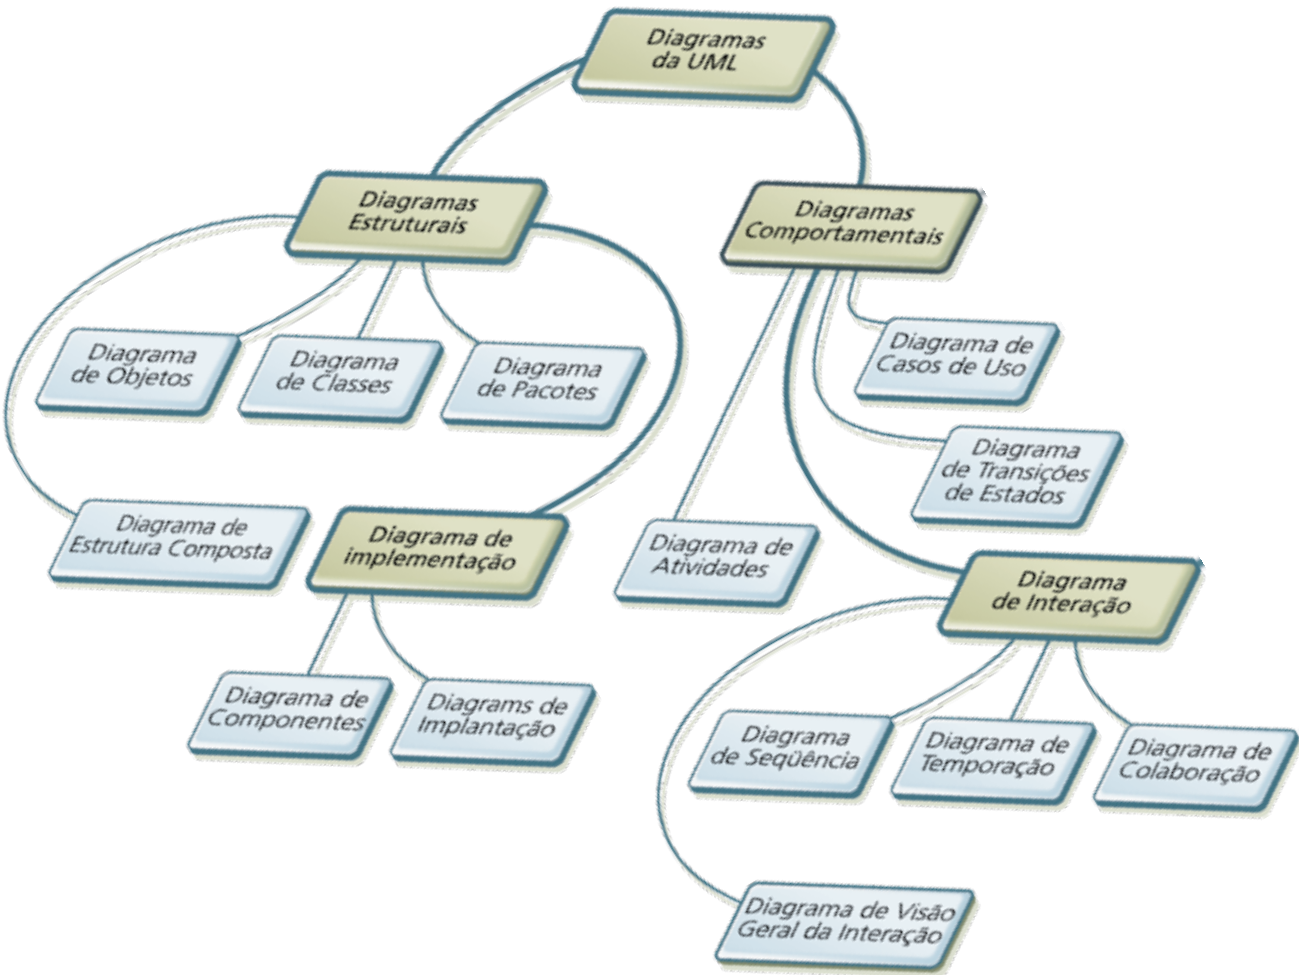 Diagramas
da UML
Diagramas
Estruturais
Diagramas
Comportamentais
Diagrama
de Objetos
Diagrama
de Classes
Diagrama
de Pacotes
Diagrama de
Casos de Uso
Diagrama
de Transições
de Estados
Diagrama de
Estrutura Composta
Diagrama de
implementação
Diagrama de
Atividades
Diagrama
de Interação
Diagrama de
Componentes
Diagrams de
Implantação
Diagrama
de Seqüência
Diagrama de
Temporação
Diagrama de
Colaboração
Diagrama de Visão
Geral da Interação